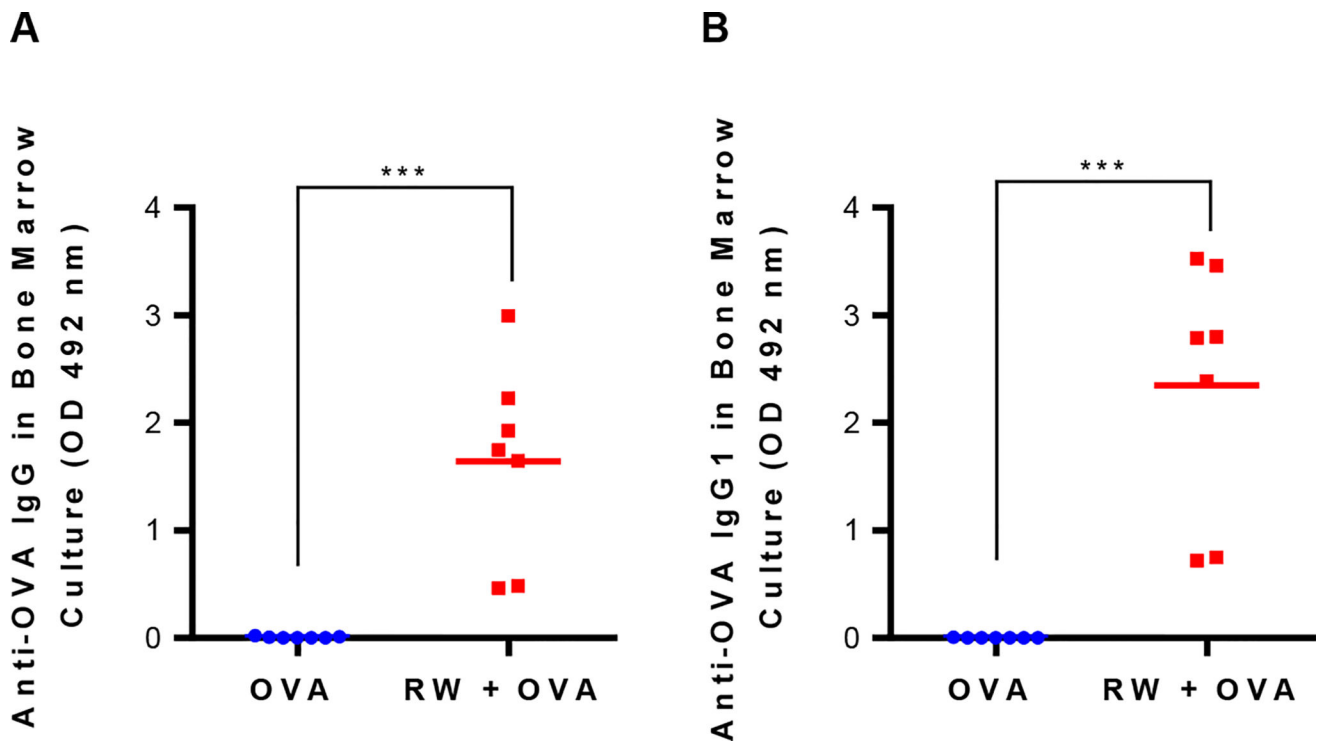 A
Anti-OVA IgG in Bone Marrow
Culture (OD 492 nm)
***
4
3
2
1
0
OVA
RW + OVA
B
Anti-OVA IgG1 in Bone Marrow
Culture (OD 492 nm)
***
4
3
2
1
0
OVA
RW + OVA